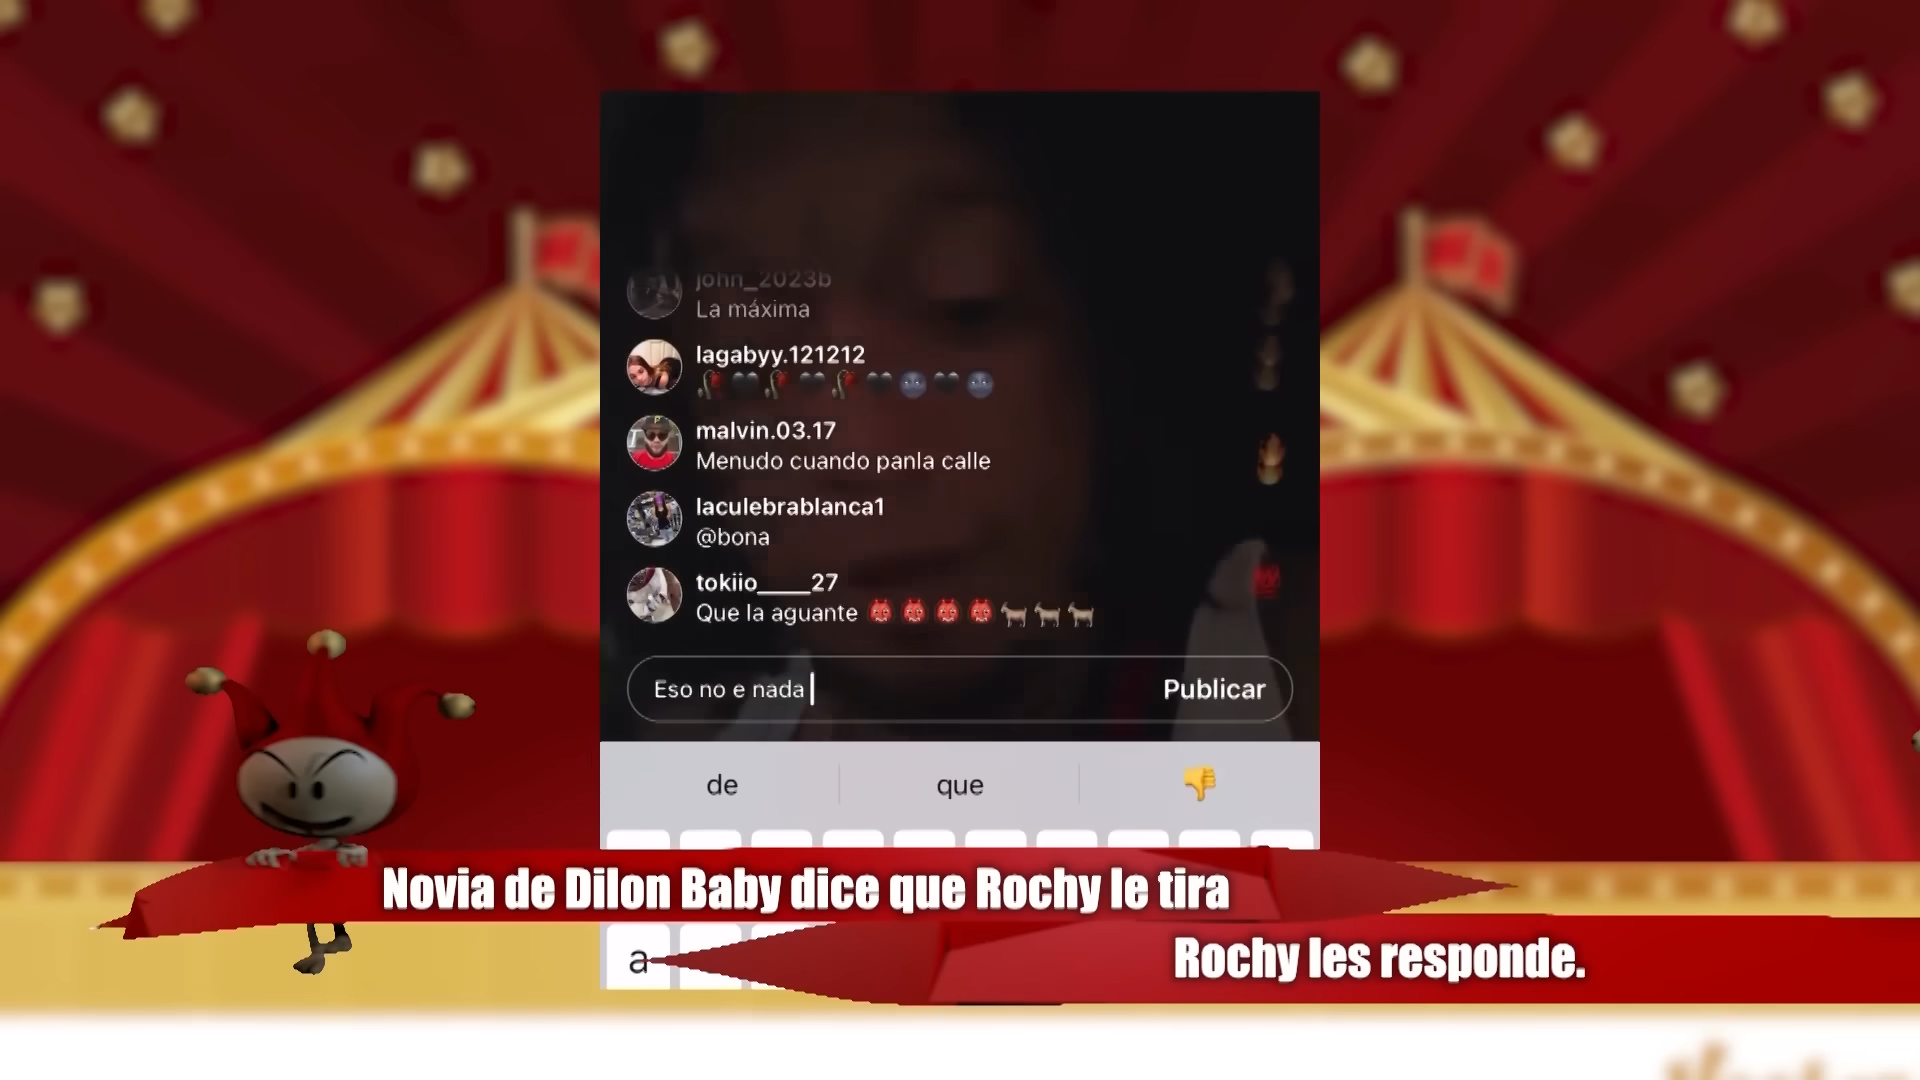 john_2023b
La máxima
lagabyy.121212
malvin.03.17
Menudo cuando panla calle
laculebrablanca1
@bona
tokiio____27
Que la aguante
Eso no e nada
Publicar
de
que
Novia de Dilon Baby dice que Rochy le tira
a
Rochy les responde.